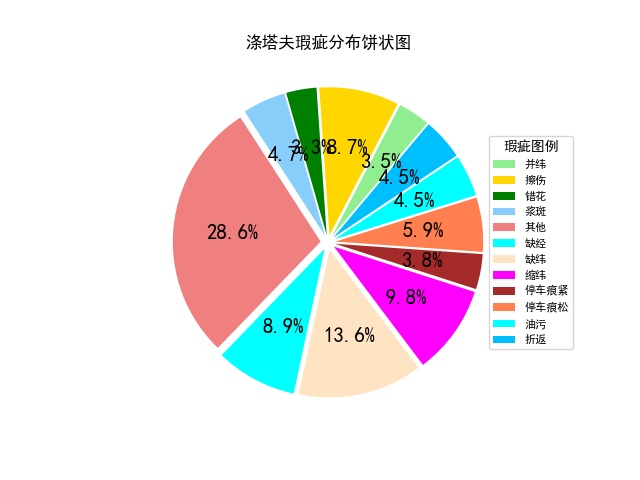 涤塔夫瑕疵分布饼状图
3.3%
8.7%
4.7%
3.5%
4.5%
4.5%
28.6%
5.9%
3.8%
9.8%
8.9%
13.6%
瑕疵图例
并纬
擦伤
错花
浆斑
其他
缺经
缺纬
缩纬
停车痕紧
停车痕松
油污
折返